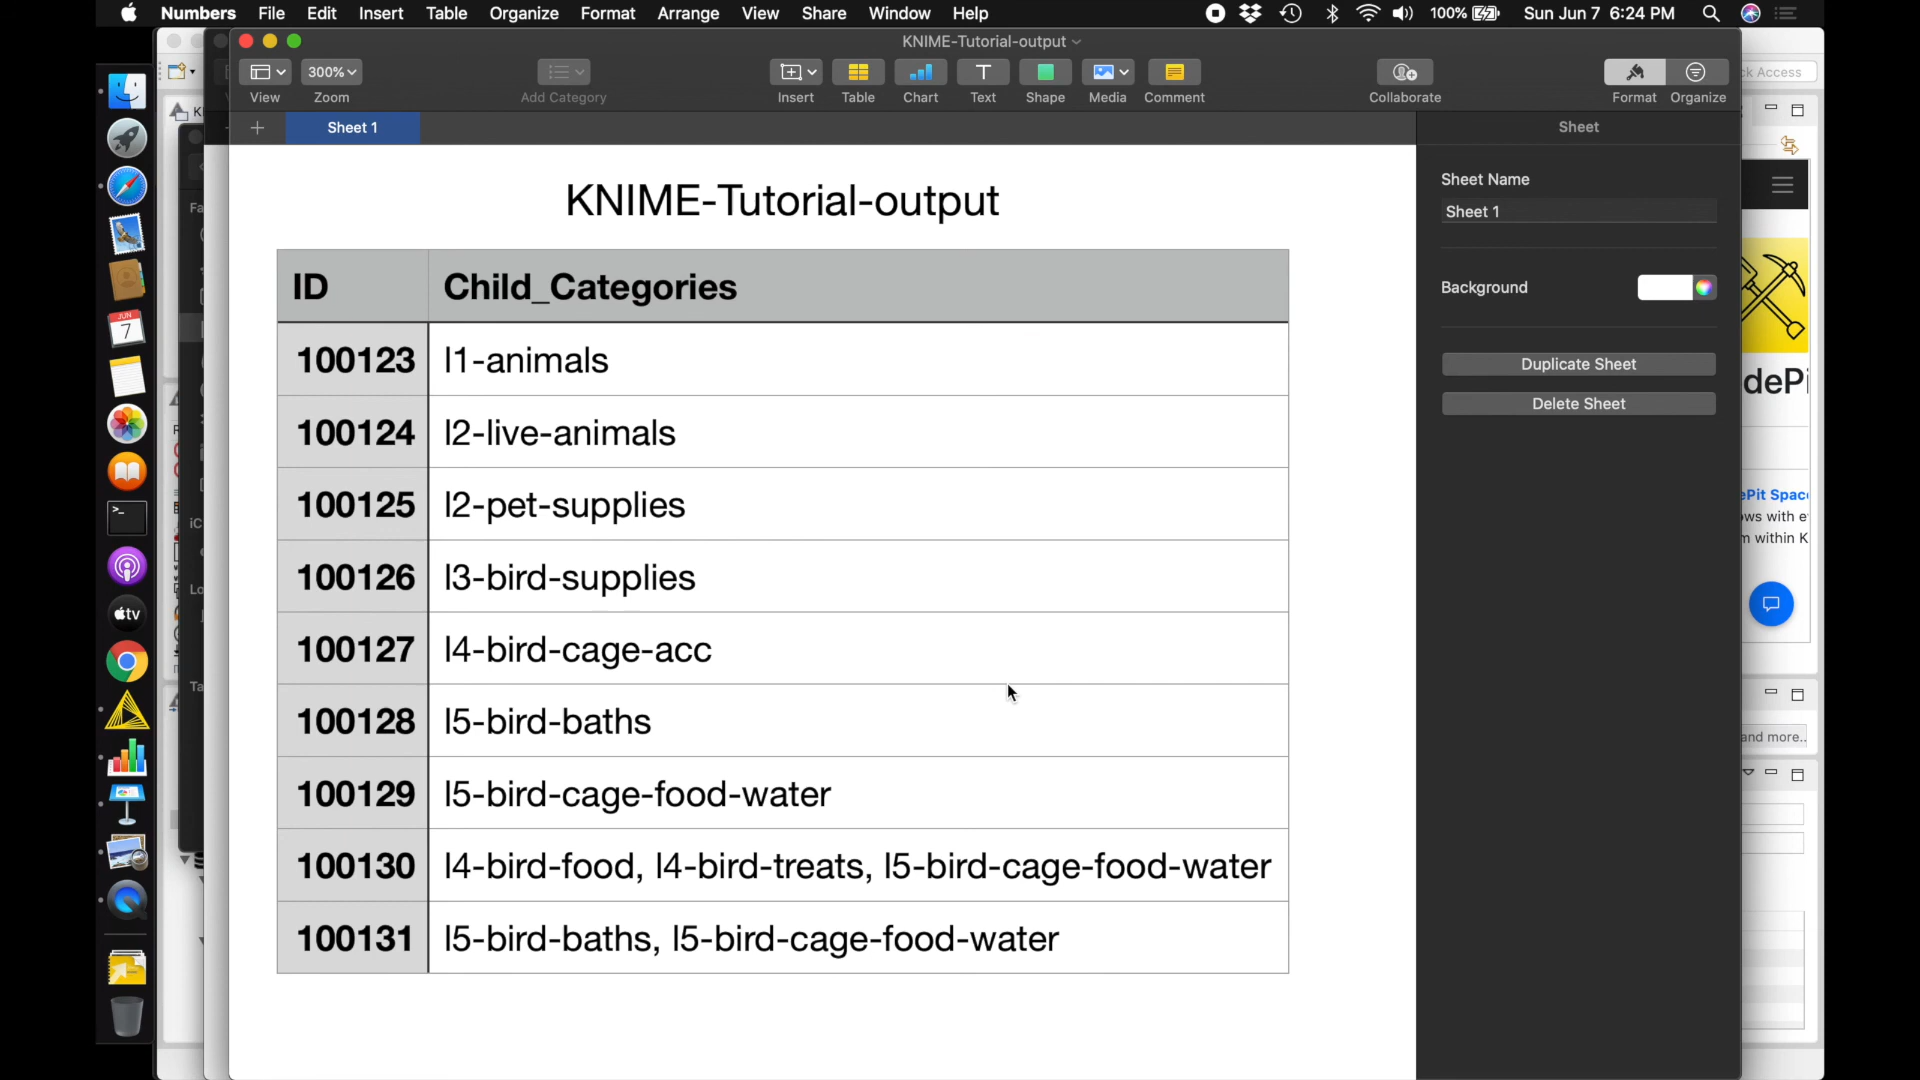 Numbers File Edit Insert Table Organize Format Arrange View Share Window Help 100% Sun Jun 7 6:24 PM
KNIME-Tutorial-output
300%
View Zoom Add Category Insert Table Chart Text Shape Media Comment Collaborate Format Organize
Access
Sheet 1
Sheet
KNIME-Tutorial-output
Sheet Name
Sheet 1
Background
Duplicate Sheet
Delete Sheet
ID Child_Categories
100123 l1-animals
100124 l2-live-animals
100125 l2-pet-supplies
100126 l3-bird-supplies
100127 l4-bird-cage-acc
100128 l5-bird-baths
100129 l5-bird-cage-food-water
100130 l4-bird-food, l4-bird-treats, l5-bird-cage-food-water
100131 l5-bird-baths, l5-bird-cage-food-water
JUN
7
tv
dePi
ePit Spac
ws with e
m within K
and more..